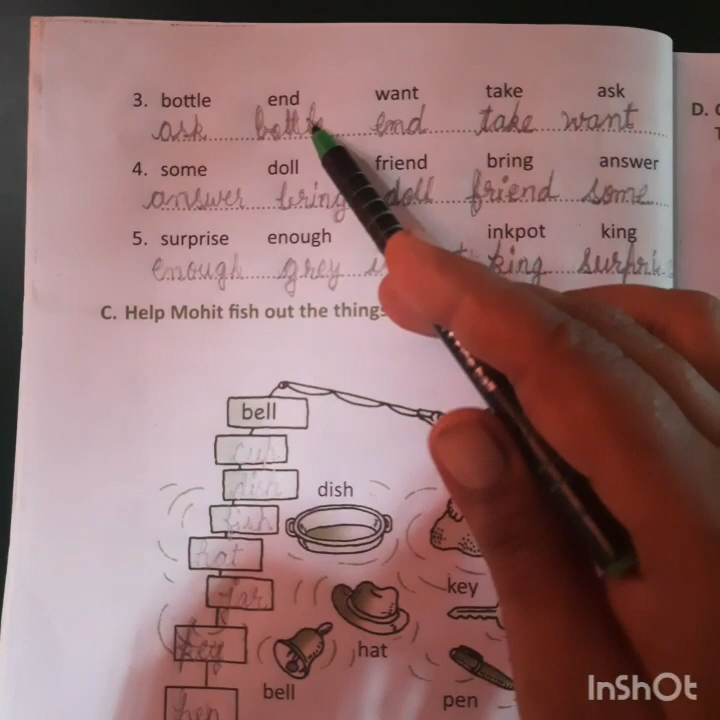 3. bottle end want take ask
ask bottle end take want
D.
4. some doll friend bring answer
answer bring doll friend some
5. surprise enough inkpot king
enough grey king
C. Help Mohit fish out the things
bell
cup
dish
dish
fish
hat
jar
key
key
hat
bell
pen
hen
InShOt